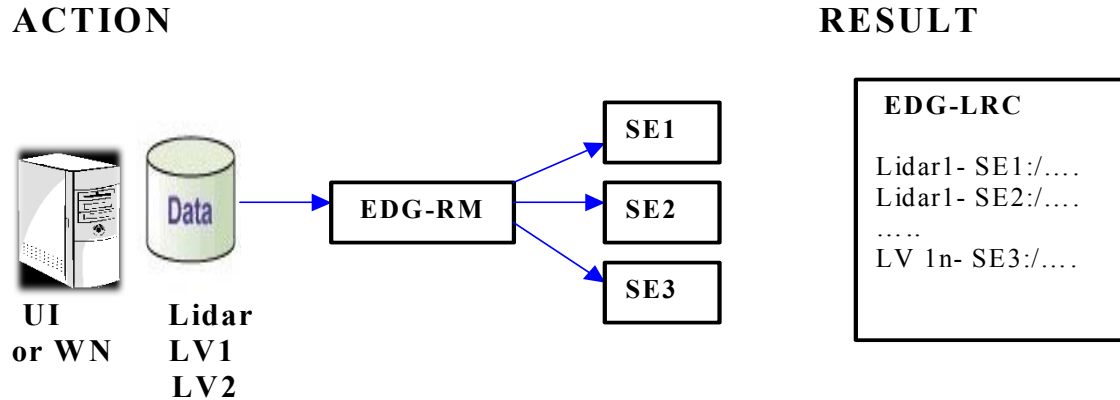 ACTION
RESULT
Data
UI
or WN
Lidar
LV1
LV2
EDG-RM
SE1
SE2
SE3
EDG-LRC
Lidar1- SE1:/....
Lidar1- SE2:/....
.....
LV 1n- SE3:/....